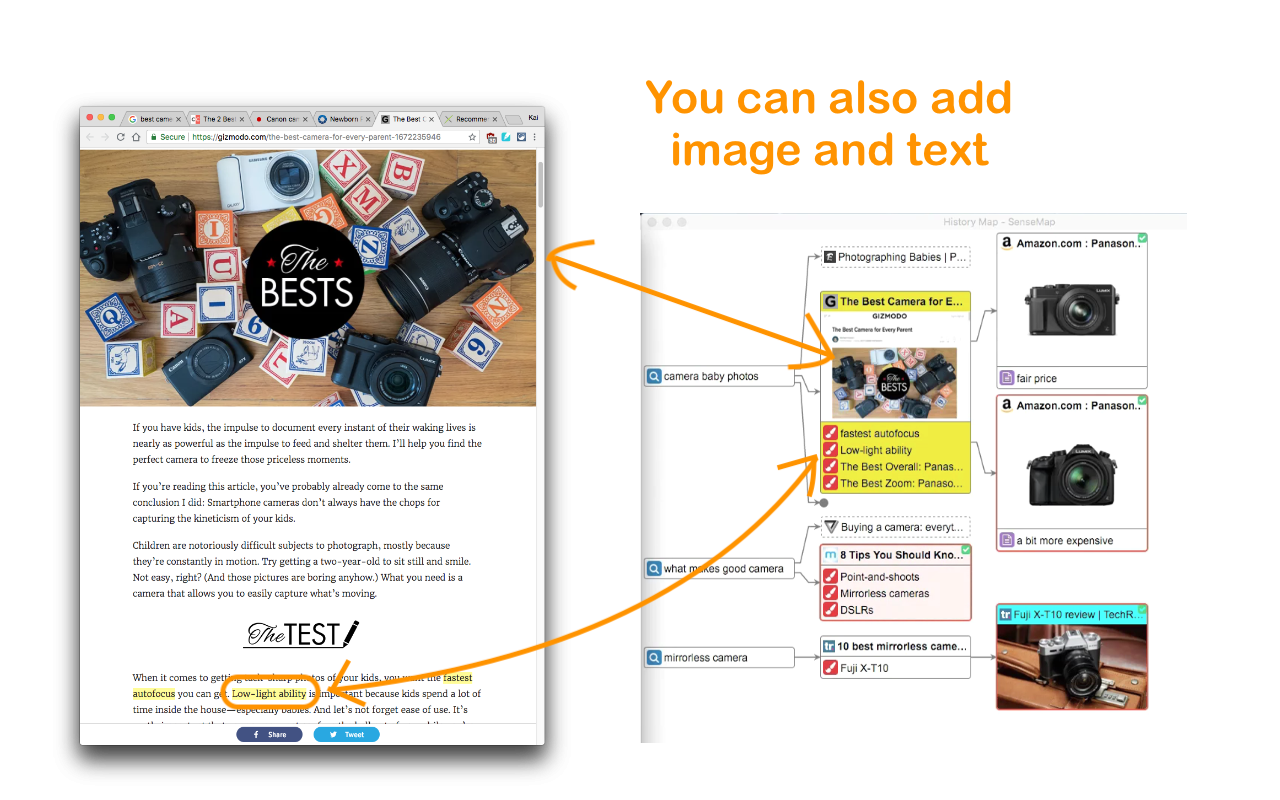 You can also add
image and text
best came
The 2 Best
Canon can
Newborn
The Best C
Recomme
Kai
Secure
https://gizmodo.com/the-best-camera-for-every-parent-1672235946
The
BESTS
If you have kids, the impulse to document every instant of their waking lives is
nearly as powerful as the impulse to feed and shelter them. I'll help you find the
perfect camera to freeze those priceless moments.
If you're reading this article, you've probably already come to the same
conclusion I did: Smartphone cameras don't always have the chops for
capturing the kineticism of your kids.
Children are notoriously difficult subjects to photograph, mostly because
they're constantly in motion. Try getting a two-year-old to sit still and smile.
Not easy, right? (And those pictures are boring anyhow.) What you need is a
camera that allows you to easily capture what's moving.
The TEST
When it comes to getting tack-sharp photos of your kids, you want the fastest
autofocus you can get. Low-light ability is important because kids spend a lot of
time inside the house—especially babies. And let's not forget ease of use. It's
Share
Tweet
History Map - SenseMap
camera baby photos
Photographing Babies | P...
The Best Camera for E...
GIZMODO
The Best Camera for Every Parent
The
BESTS
fastest autofocus
Low-light ability
The Best Overall: Panas...
The Best Zoom: Panaso...
Amazon.com : Panason..
fair price
Amazon.com : Panason..
a bit more expensive
what makes good camera
Buying a camera: everyt...
8 Tips You Should Kno...
Point-and-shoots
Mirrorless cameras
DSLRs
mirrorless camera
10 best mirrorless came...
Fuji X-T10
Fuji X-T10 review | TechR...